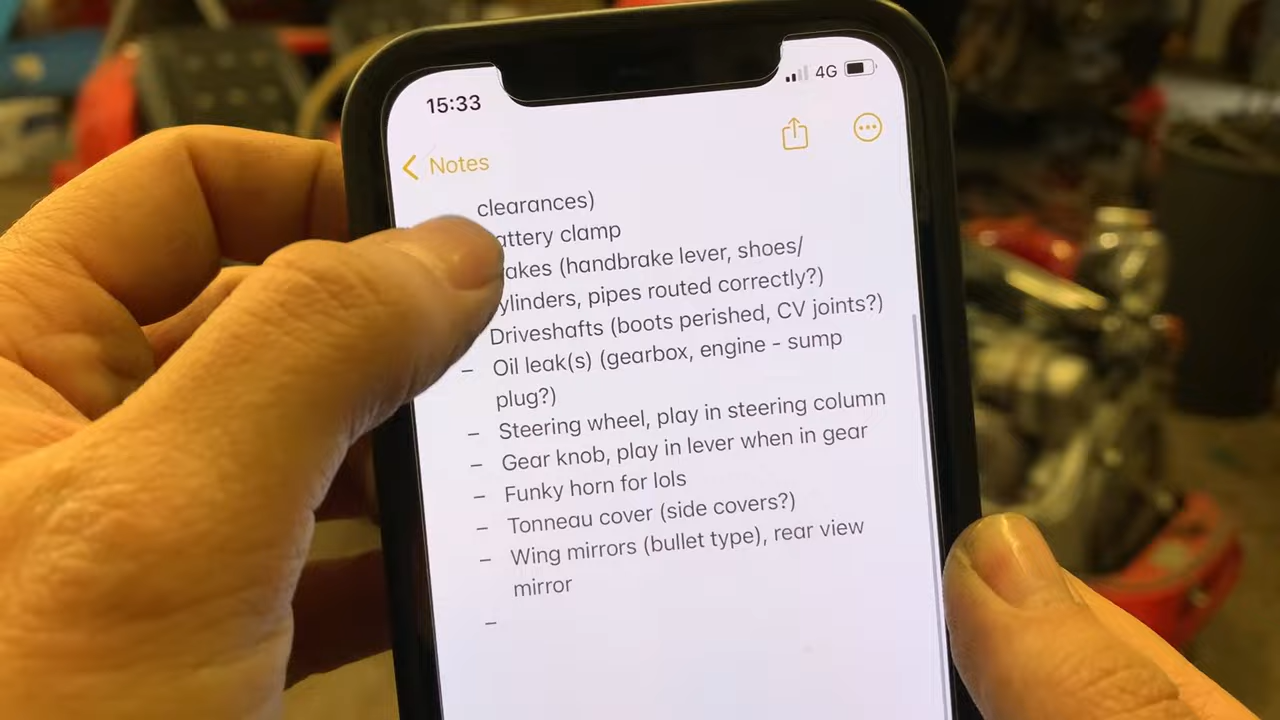 15:33
4G
Notes
clearances)
attery clamp
akes (handbrake lever, shoes/
ylinders, pipes routed correctly?)
Driveshafts (boots perished, CV joints?)
– Oil leak(s) (gearbox, engine - sump
plug?)
– Steering wheel, play in steering column
– Gear knob, play in lever when in gear
– Funky horn for lols
– Tonneau cover (side covers?)
– Wing mirrors (bullet type), rear view
mirror
–